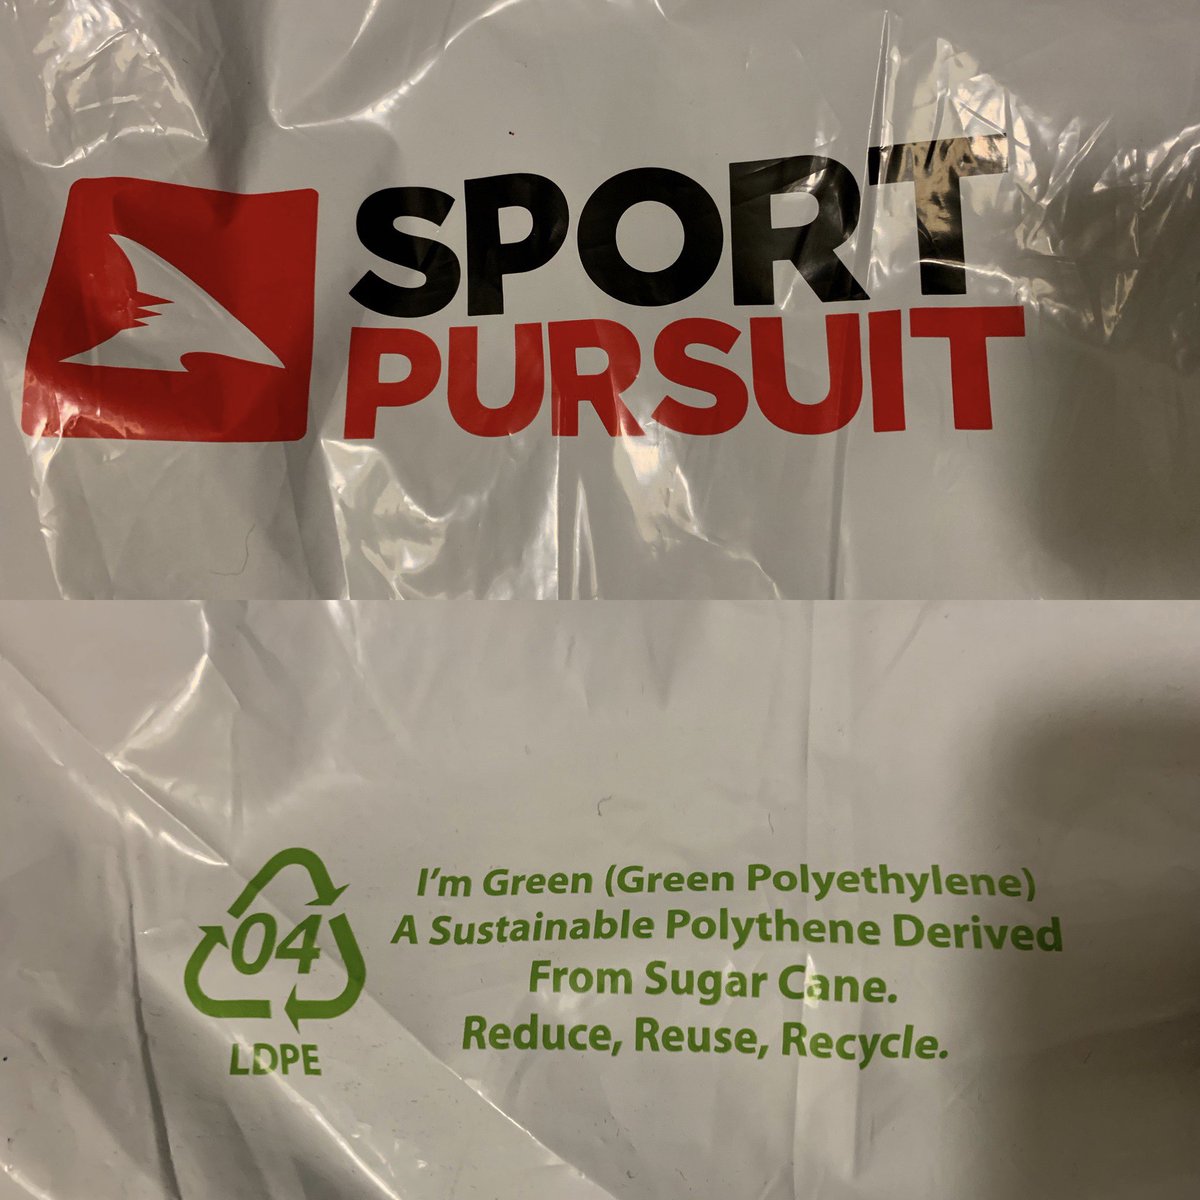 SPORT
PURSUIT
04
LDPE
I'm Green (Green Polyethylene)
A Sustainable Polythene Derived
From Sugar Cane.
Reduce, Reuse, Recycle.